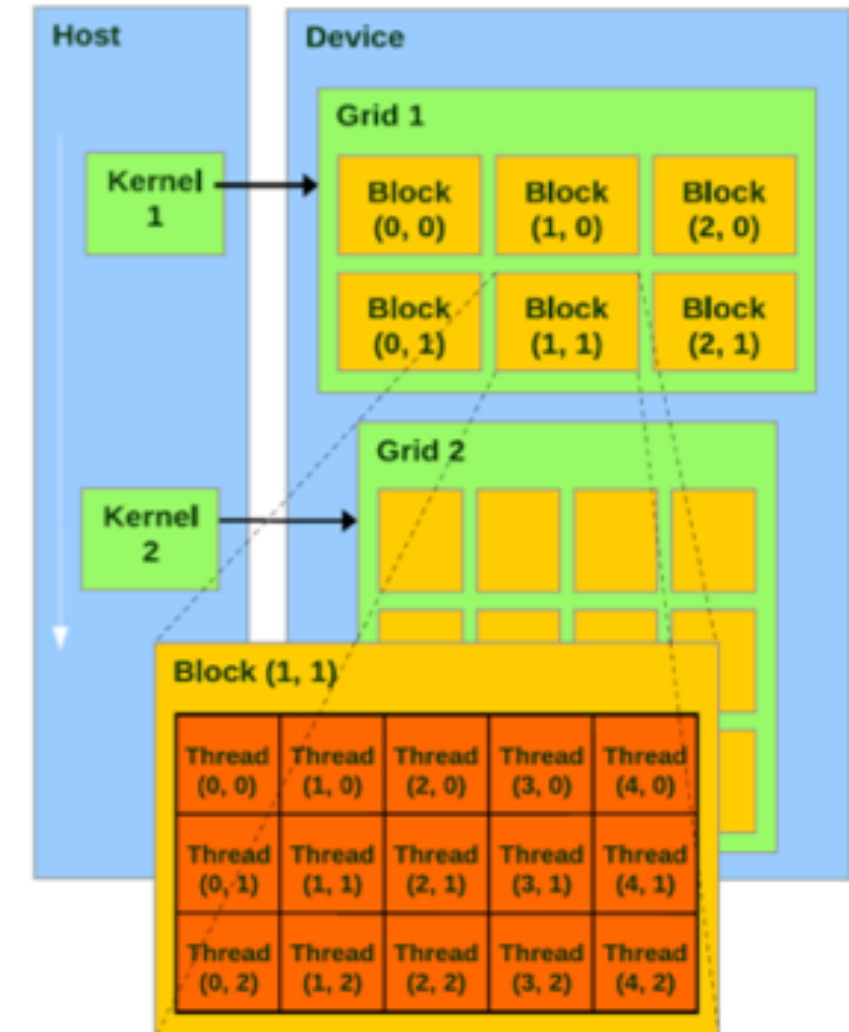 Host
Device
Grid 1
Kernel
1
Block
(0, 0)
Block
(1, 0)
Block
(2, 0)
Block
(0, 1)
Block
(1, 1)
Block
(2, 1)
Grid 2
Kernel
2
Block (1, 1)
Thread
(0, 0)
Thread
(1, 0)
Thread
(2, 0)
Thread
(3, 0)
Thread
(4, 0)
Thread
(0, 1)
Thread
(1, 1)
Thread
(2, 1)
Thread
(3, 1)
Thread
(4, 1)
Thread
(0, 2)
Thread
(1, 2)
Thread
(2, 2)
Thread
(3, 2)
Thread
(4, 2)